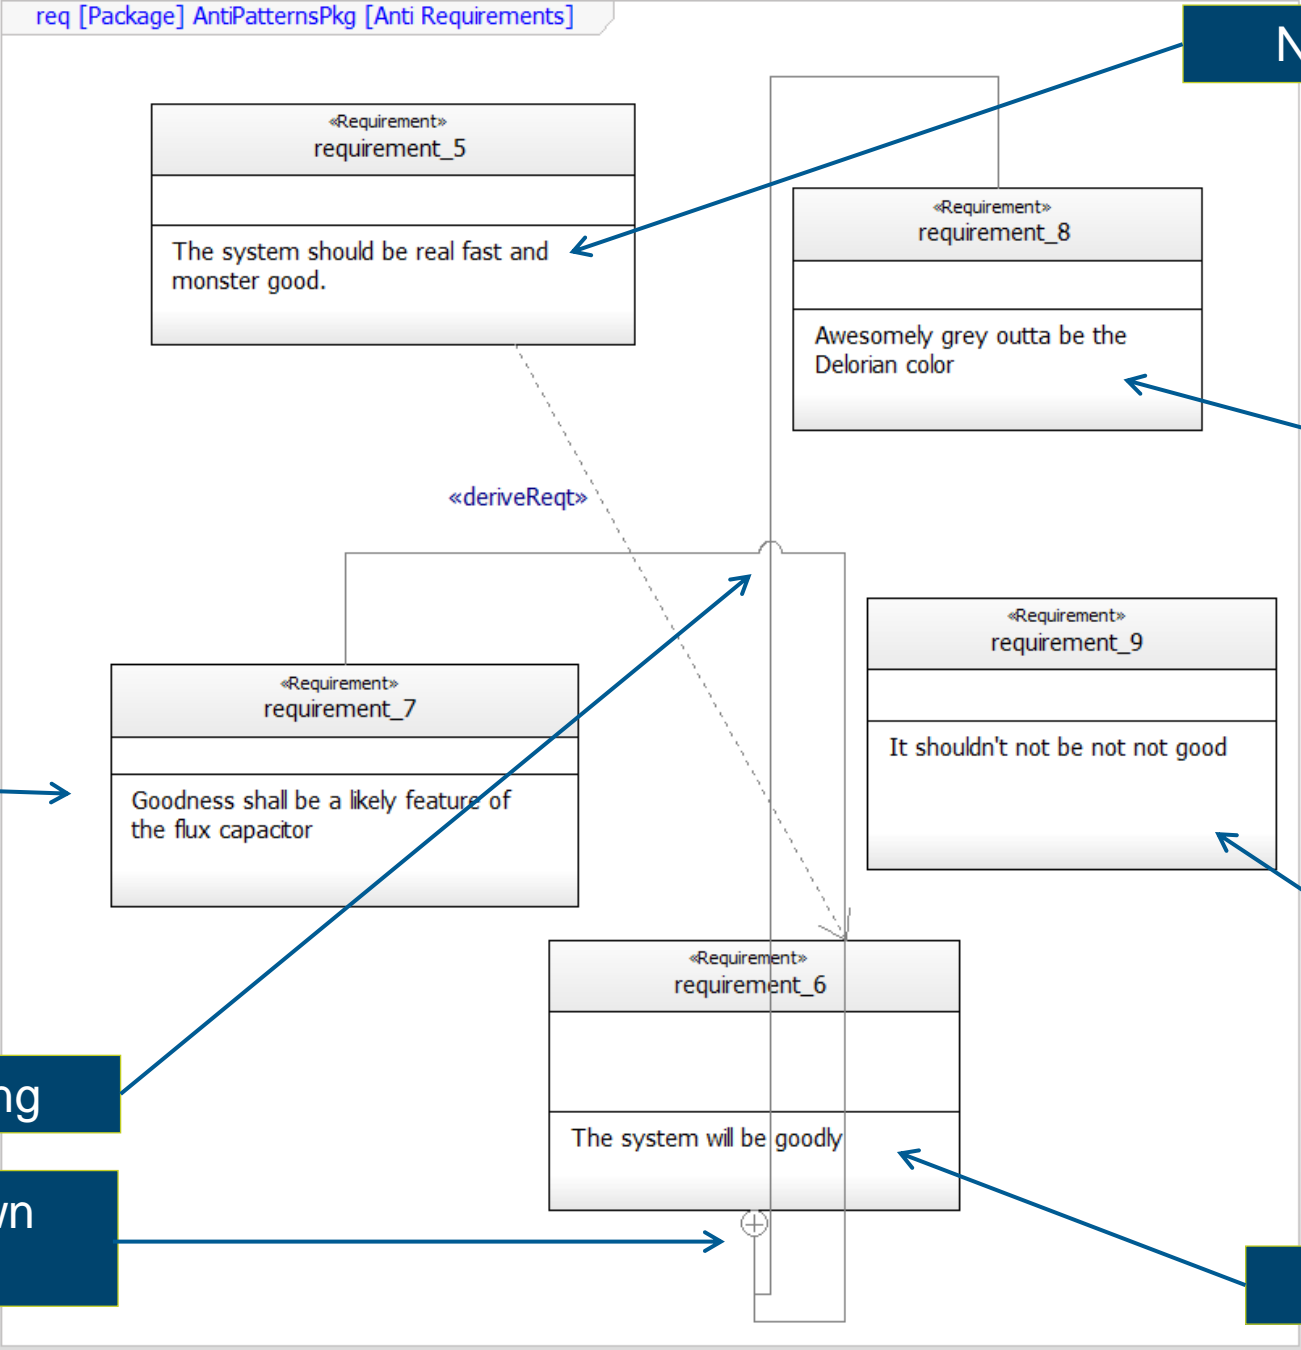 req [Package] AntiPatternsPkg [Anti Requirements]
N
«Requirement»
requirement_5
The system should be real fast and
monster good.
«Requirement»
requirement_8
Awesomely grey outta be the
Delorian color
«deriveReqt»
«Requirement»
requirement_9
It shouldn't not be not not good
«Requirement»
requirement_7
Goodness shall be a likely feature of
the flux capacitor
«Requirement»
requirement_6
The system will be goodly
ng
wn